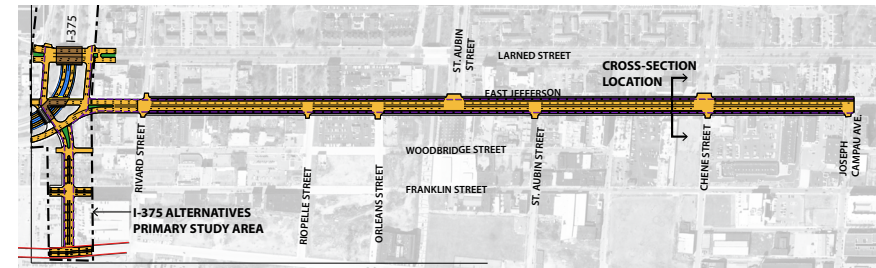 I-375
ST. AUBIN
STREET
LARNED STREET
CROSS-SECTION
LOCATION
EAST JEFFERSON
RIVARD STREET
RIOPELLE STREET
ORLEANS STREET
WOODBRIDGE STREET
FRANKLIN STREET
ST. AUBIN STREET
CHENE STREET
JOSEPH
CAMPAU AVE.
I-375 ALTERNATIVES
PRIMARY STUDY AREA